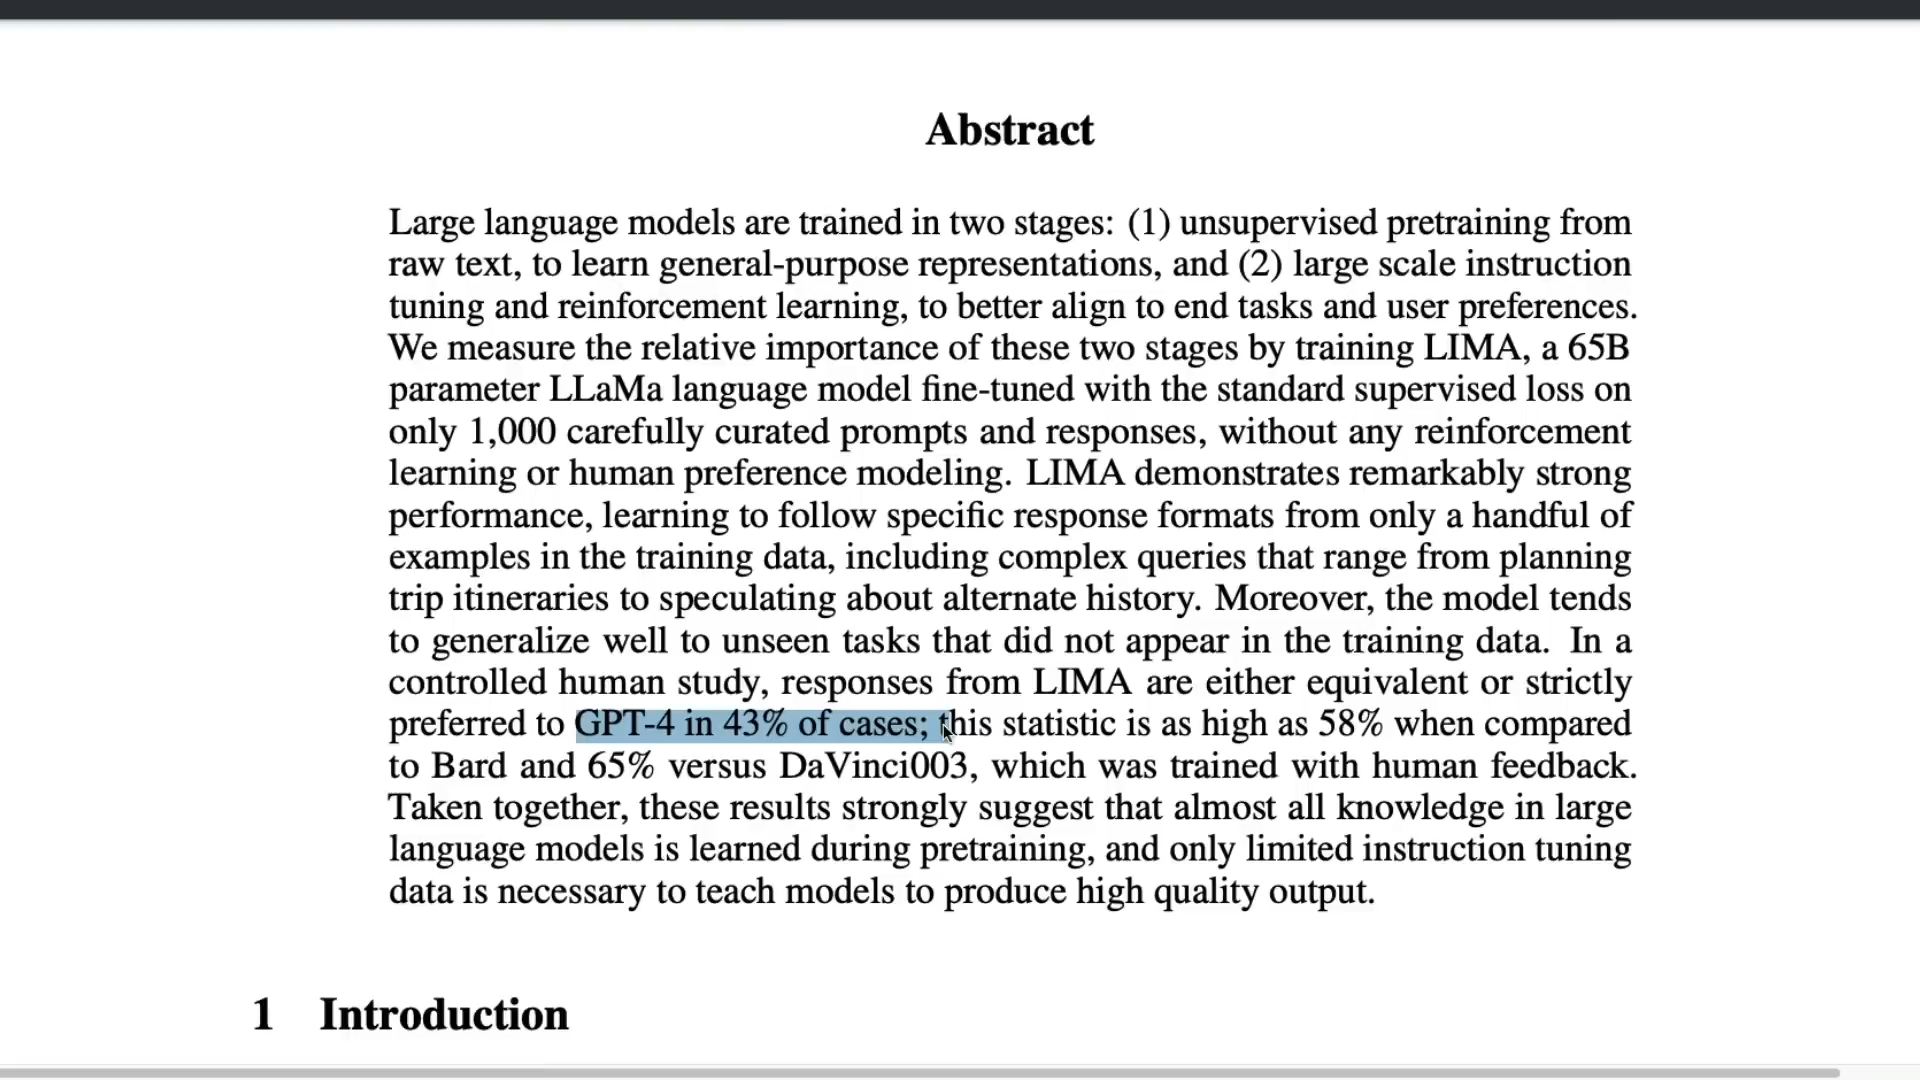 Abstract
Large language models are trained in two stages: (1) unsupervised pretraining from
raw text, to learn general-purpose representations, and (2) large scale instruction
tuning and reinforcement learning, to better align to end tasks and user preferences.
We measure the relative importance of these two stages by training LIMA, a 65B
parameter LLaMa language model fine-tuned with the standard supervised loss on
only 1,000 carefully curated prompts and responses, without any reinforcement
learning or human preference modeling. LIMA demonstrates remarkably strong
performance, learning to follow specific response formats from only a handful of
examples in the training data, including complex queries that range from planning
trip itineraries to speculating about alternate history. Moreover, the model tends
to generalize well to unseen tasks that did not appear in the training data. In a
controlled human study, responses from LIMA are either equivalent or strictly
preferred to GPT-4 in 43% of cases; this statistic is as high as 58% when compared
to Bard and 65% versus DaVinci003, which was trained with human feedback.
Taken together, these results strongly suggest that almost all knowledge in large
language models is learned during pretraining, and only limited instruction tuning
data is necessary to teach models to produce high quality output.
1 Introduction